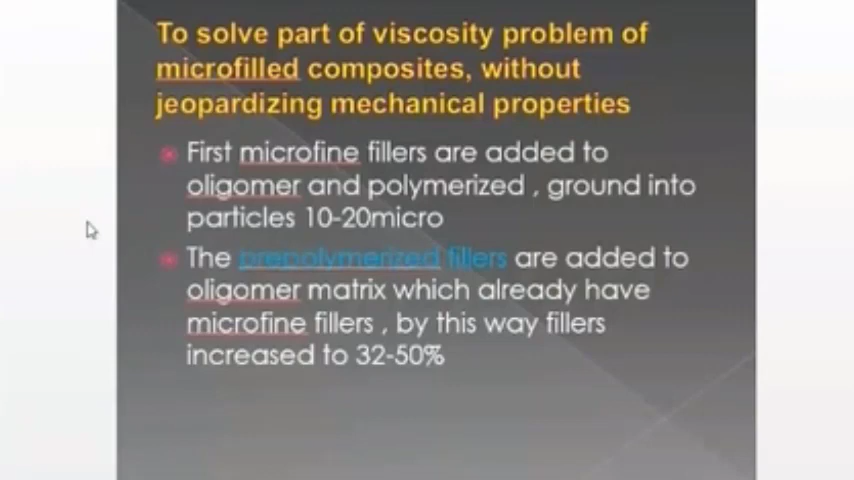 To solve part of viscosity problem of
microfilled composites, without
jeopardizing mechanical properties
First microfine fillers are added to
oligomer and polymerized , ground into
particles 10-20micro
The prepolymerized fillers are added to
oligomer matrix which already have
microfine fillers , by this way fillers
increased to 32-50%